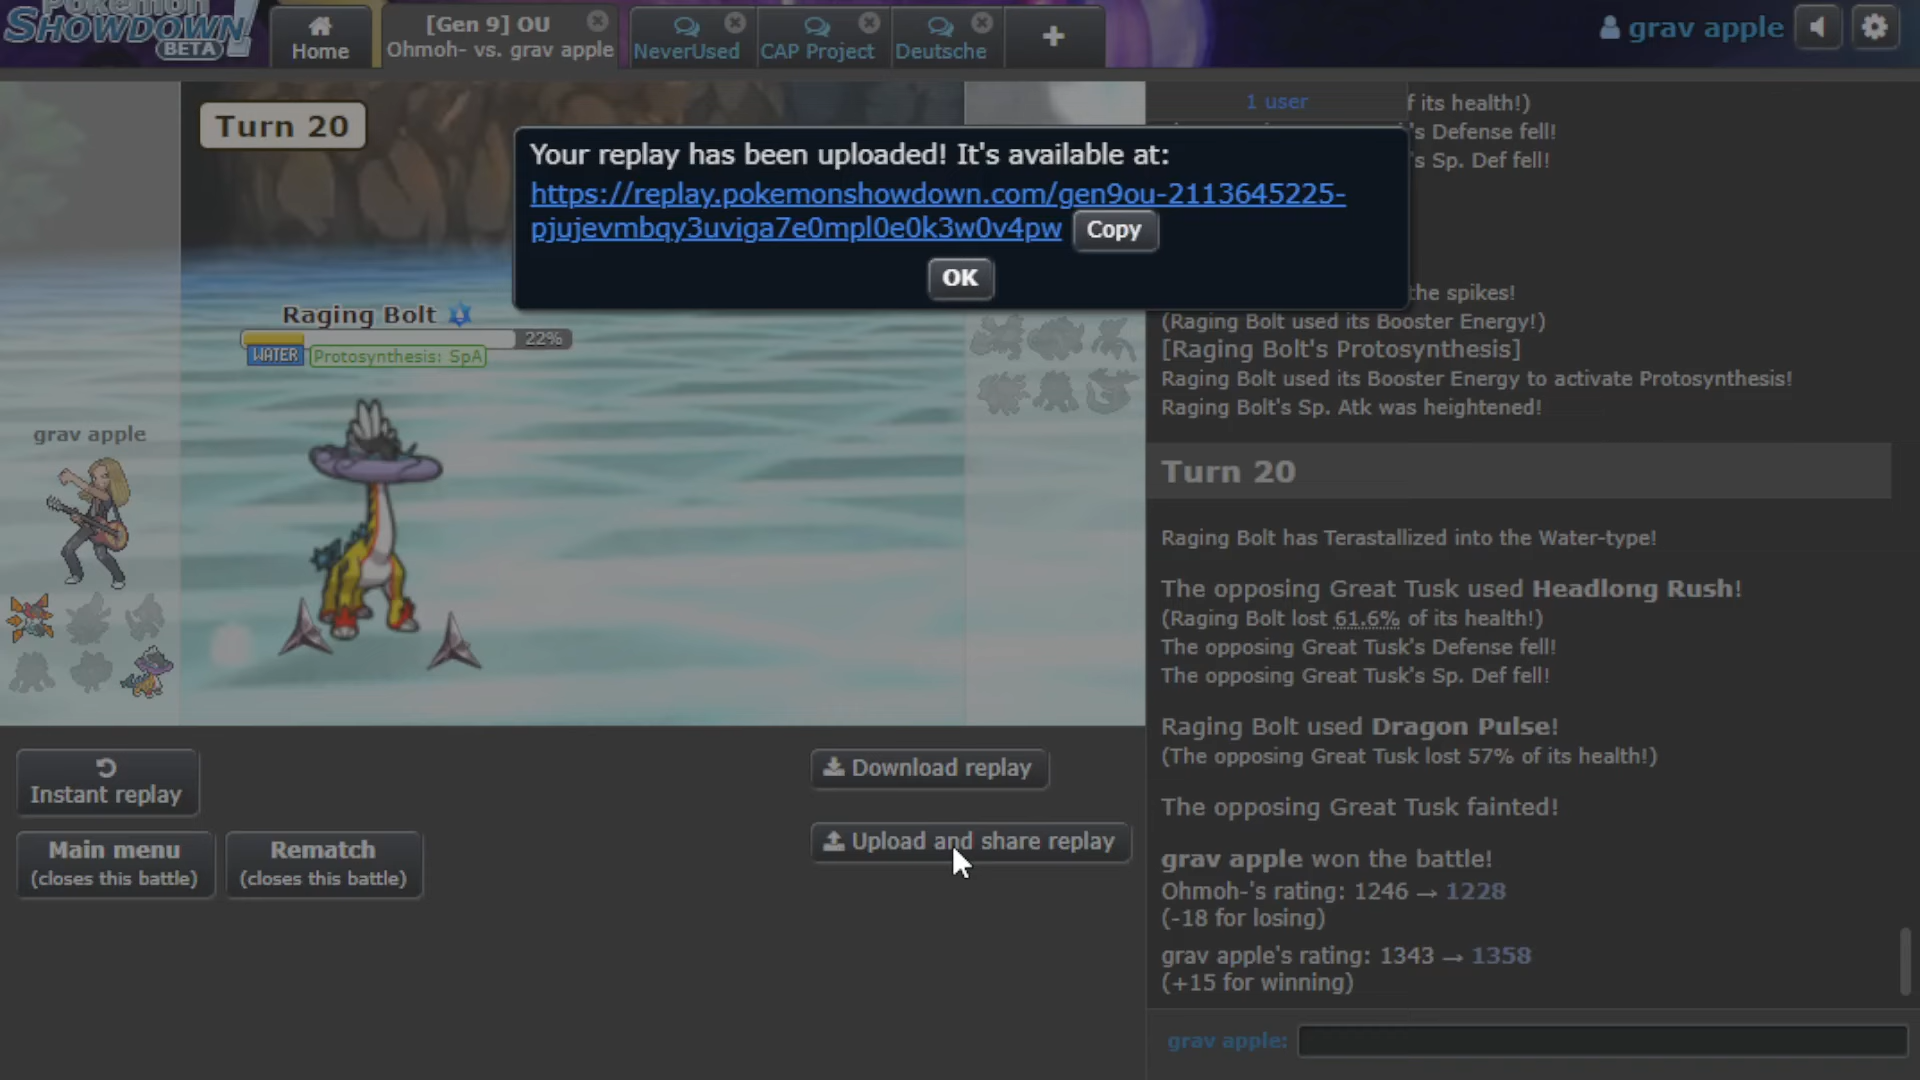 Pokémon
SHOWDOWN!
BETA
Home
[Gen 9] OU
Ohmoh- vs. grav apple
NeverUsed
CAP Project
Deutsche
grav apple
Turn 20
1 user
f its health!)
's Defense fell!
's Sp. Def fell!
Your replay has been uploaded! It's available at:
https://replay.pokemonshowdown.com/gen9ou-2113645225-
pjujevmbqy3uviga7e0mpl0e0k3w0v4pw
Copy
OK
Raging Bolt
22%
WATER
Protosynthesis: SpA
grav apple
the spikes!
(Raging Bolt used its Booster Energy!)
[Raging Bolt's Protosynthesis]
Raging Bolt used its Booster Energy to activate Protosynthesis!
Raging Bolt's Sp. Atk was heightened!
Turn 20
Raging Bolt has Terastallized into the Water-type!
The opposing Great Tusk used Headlong Rush!
(Raging Bolt lost 61.6% of its health!)
The opposing Great Tusk's Defense fell!
The opposing Great Tusk's Sp. Def fell!
Raging Bolt used Dragon Pulse!
(The opposing Great Tusk lost 57% of its health!)
The opposing Great Tusk fainted!
grav apple won the battle!
Ohmoh-'s rating: 1246 → 1228
(-18 for losing)
grav apple's rating: 1343 → 1358
(+15 for winning)
grav apple:
Instant replay
Download replay
Upload and share replay
Main menu
(closes this battle)
Rematch
(closes this battle)